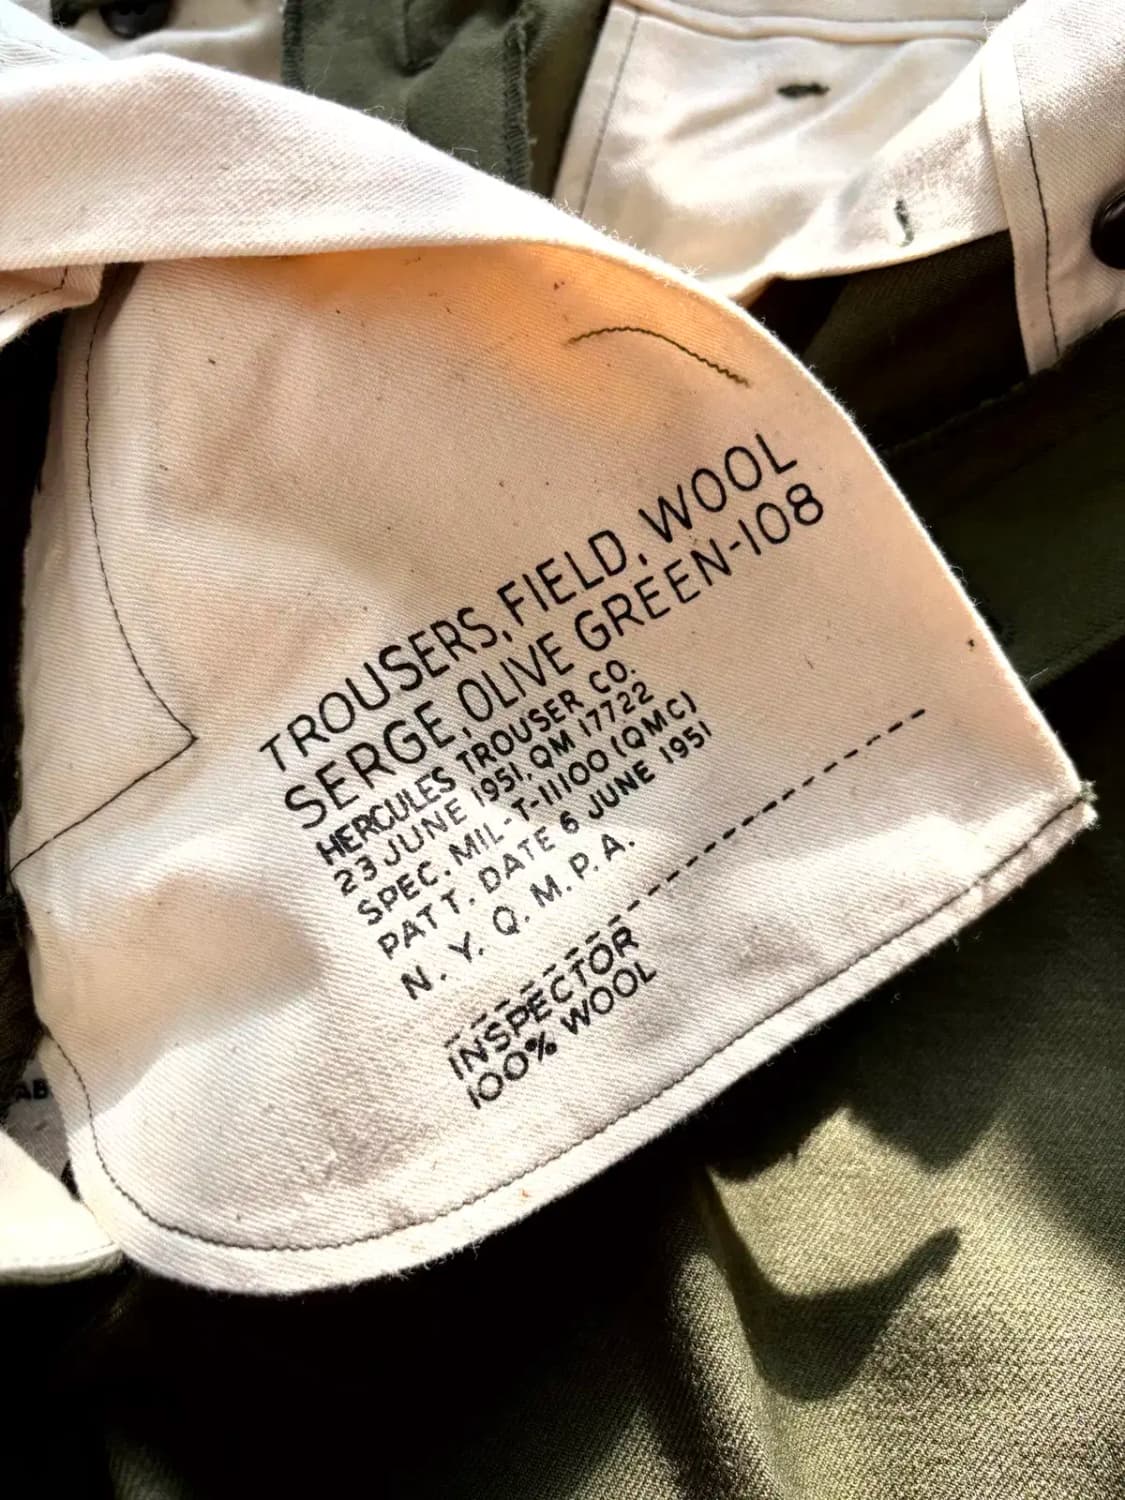 TROUSERS, FIELD, WOOL
SERGE, OLIVE GREEN-108
HERCULES TROUSER CO.
23 JUNE 1951, QM 17722
SPEC. MIL-T-11100 (QMC)
PATT. DATE 6 JUNE 1951
N. Y. Q. M. P. A.
INSPECTOR
100% WOOL
AB